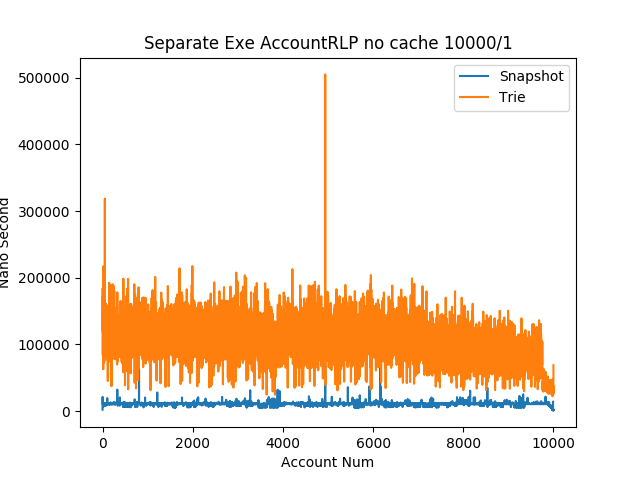 Separate Exe AccountRLP no cache 10000/1
Snapshot
Trie
500000
400000
300000
200000
100000
0
Nano Second
0 2000 4000 6000 8000 10000
Account Num